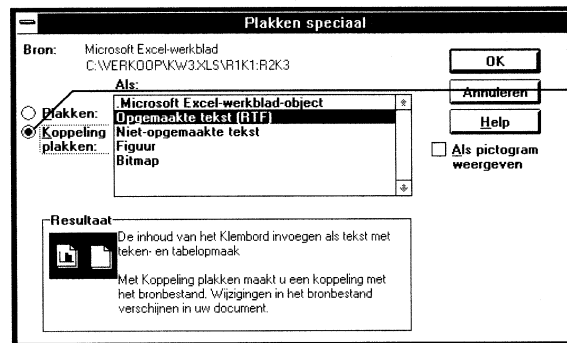 Plakken speciaal
Bron: Microsoft Excel-werkblad
C:\VERKOOP\KW3.XLS\R1K1:R2K3
Als:
Plakken:
Koppeling
plakken:
.Microsoft Excel-werkblad-object
Opgemaakte tekst (RTF)
Niet-opgemaakte tekst
Figuur
Bitmap
OK
Annuleren
Help
Als pictogram
weergeven
Resultaat
De inhoud van het Klembord invoegen als tekst met
teken- en tabelopmaak
Met Koppeling plakken maakt u een koppeling met
het bronbestand. Wijzigingen in het bronbestand
verschijnen in uw document.